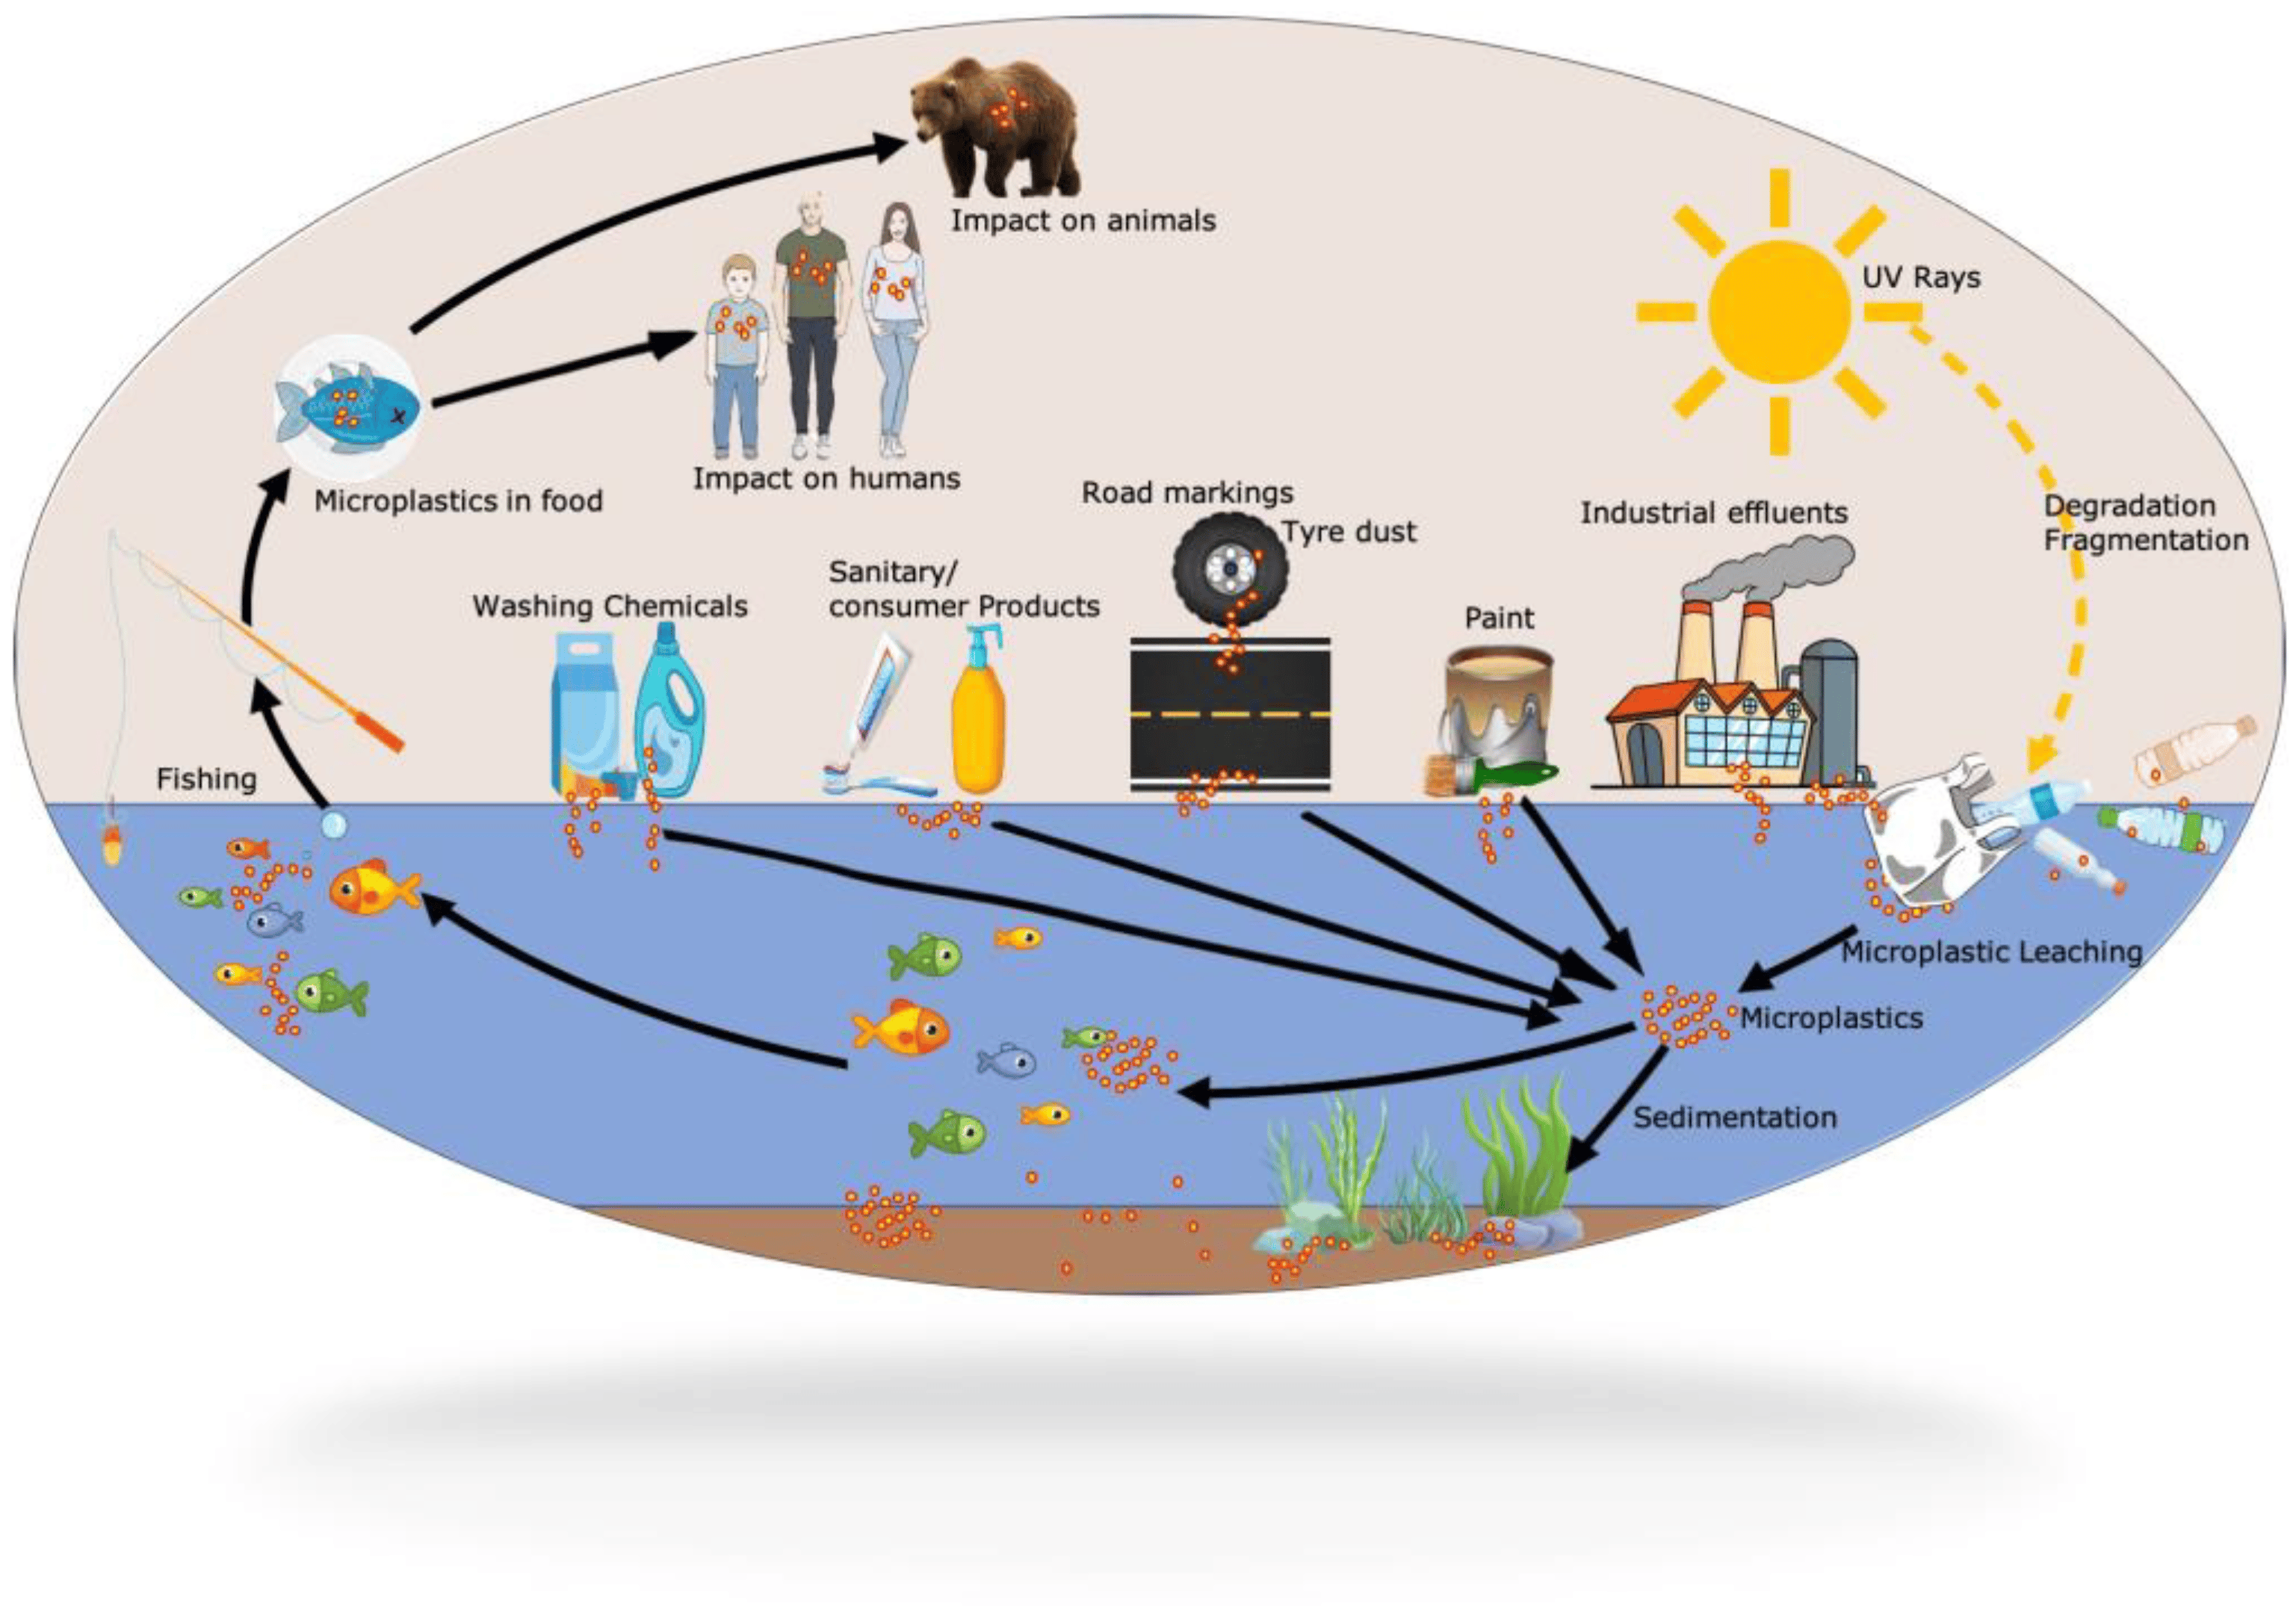 Impact on animals
UV Rays
Impact on humans
Microplastics in food
Road markings
Tyre dust
Industrial effluents
Degradation
Fragmentation
Sanitary/
consumer Products
Washing Chemicals
Paint
Fishing
Microplastic Leaching
Microplastics
Sedimentation